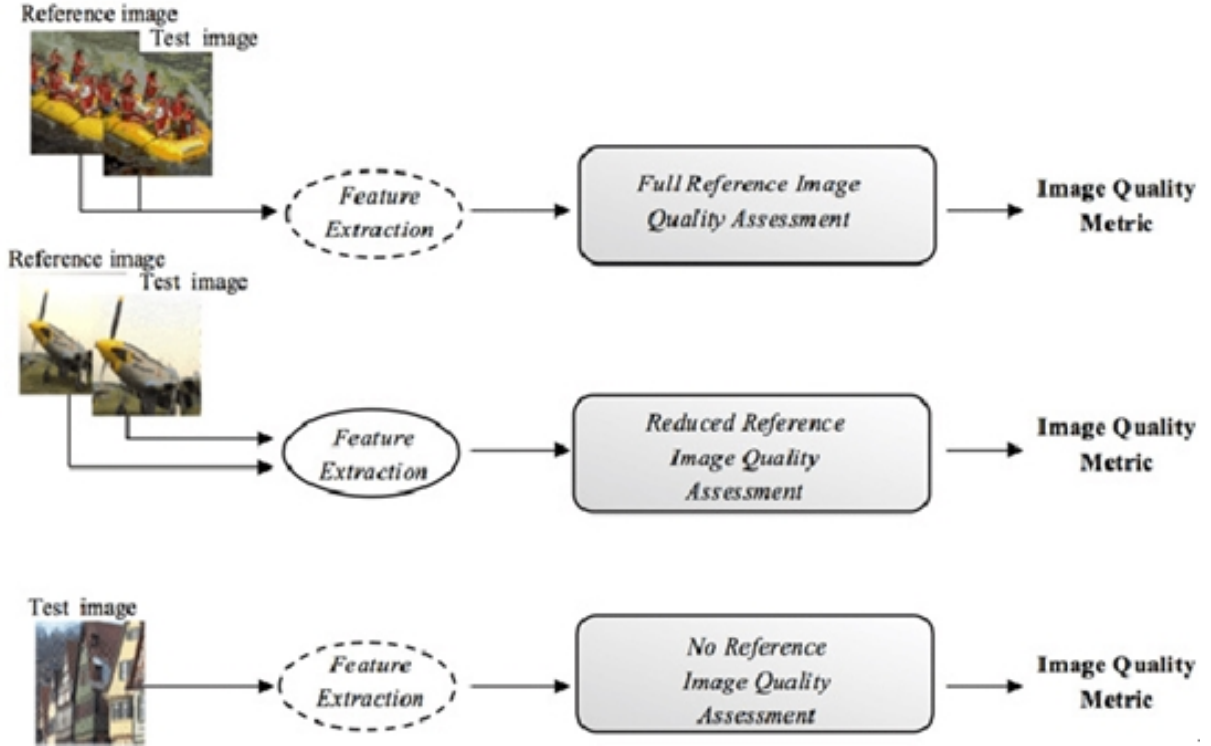 Reference image
Test image
Feature
Extraction
Full Reference Image
Quality Assessment
Image Quality
Metric
Reference image
Test image
Feature
Extraction
Reduced Reference
Image Quality
Assessment
Image Quality
Metric
Test image
Feature
Extraction
No Reference
Image Quality
Assessment
Image Quality
Metric